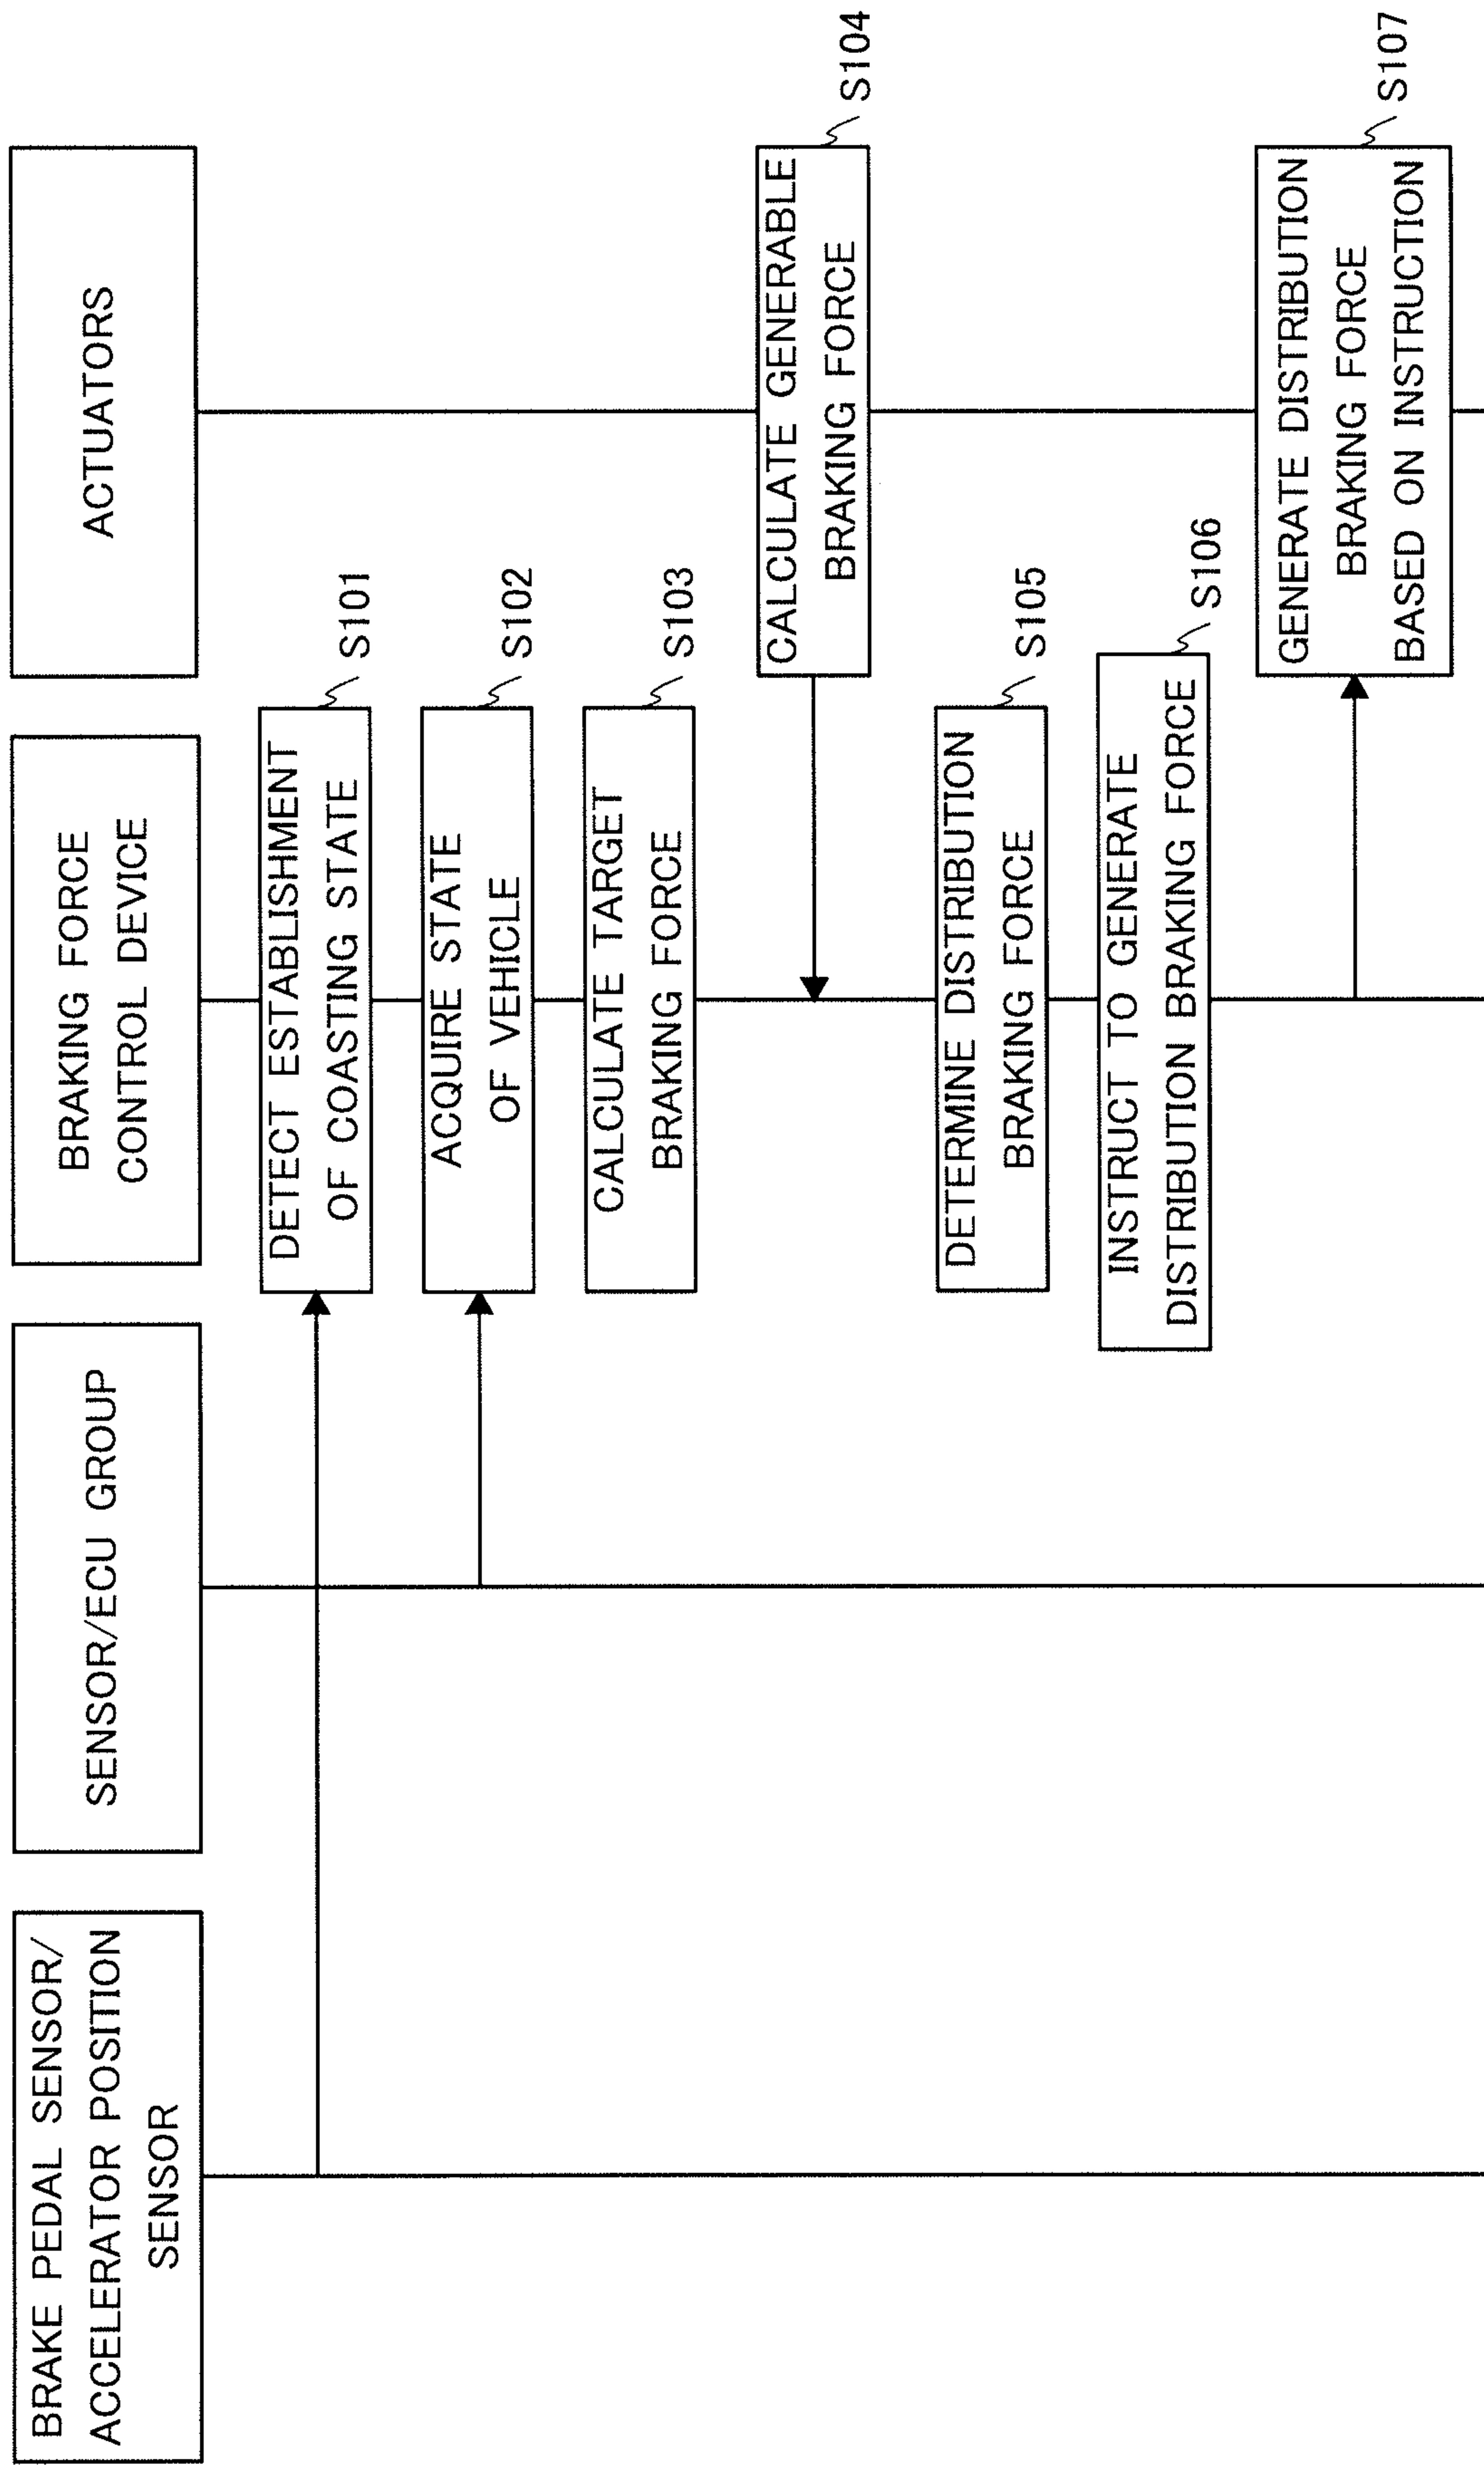 BRAKE PEDAL SENSOR/
ACCELERATOR POSITION
SENSOR
SENSOR/ECU GROUP
BRAKING FORCE
CONTROL DEVICE
ACTUATORS
DETECT ESTABLISHMENT
OF COASTING STATE
S101
ACQUIRE STATE
OF VEHICLE
S102
CALCULATE TARGET
BRAKING FORCE
S103
CALCULATE GENERABLE
BRAKING FORCE
S104
DETERMINE DISTRIBUTION
BRAKING FORCE
S105
INSTRUCT TO GENERATE
DISTRIBUTION BRAKING FORCE
S106
GENERATE DISTRIBUTION
BRAKING FORCE
BASED ON INSTRUCTION
S107